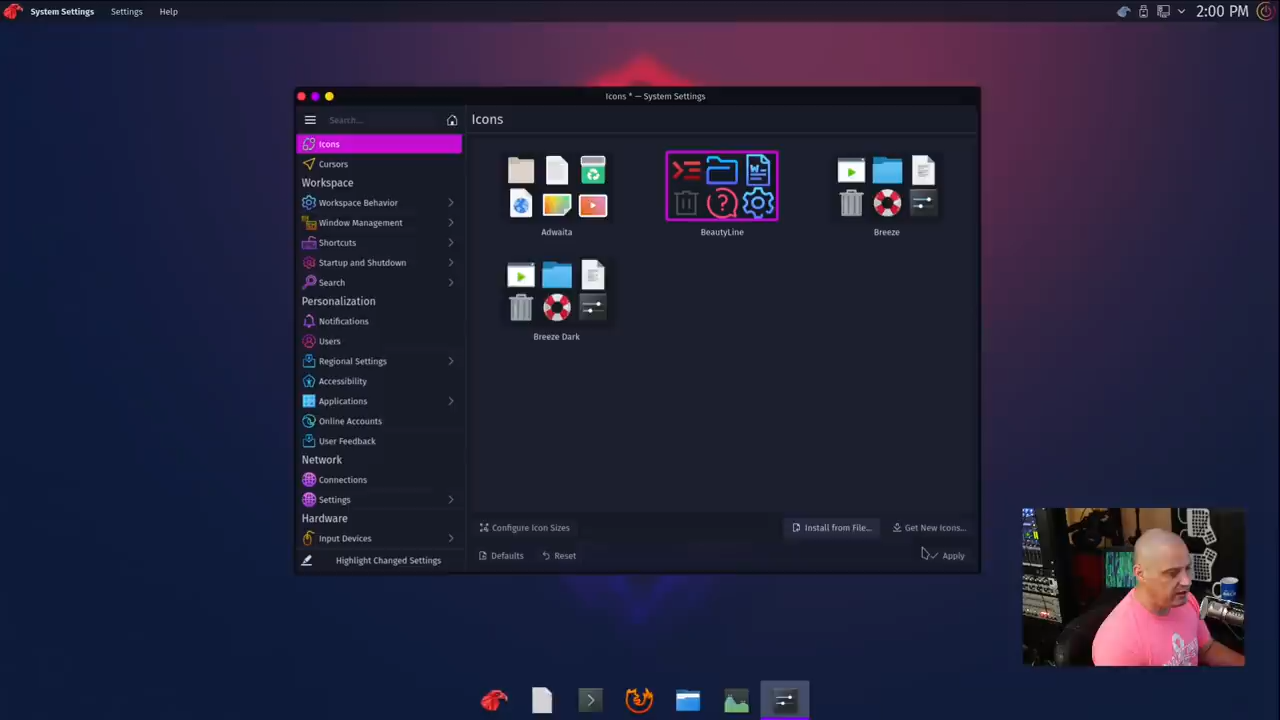 System Settings Settings Help
2:00 PM
Icons * — System Settings
Search...
Icons
Icons
Cursors
Workspace
Workspace Behavior
Window Management
Shortcuts
Startup and Shutdown
Search
Personalization
Notifications
Users
Regional Settings
Accessibility
Applications
Online Accounts
User Feedback
Network
Connections
Settings
Hardware
Input Devices
Highlight Changed Settings
Adwaita
BeautyLine
Breeze
Breeze Dark
Configure Icon Sizes
Install from File...
Get New Icons...
Defaults
Reset
Apply